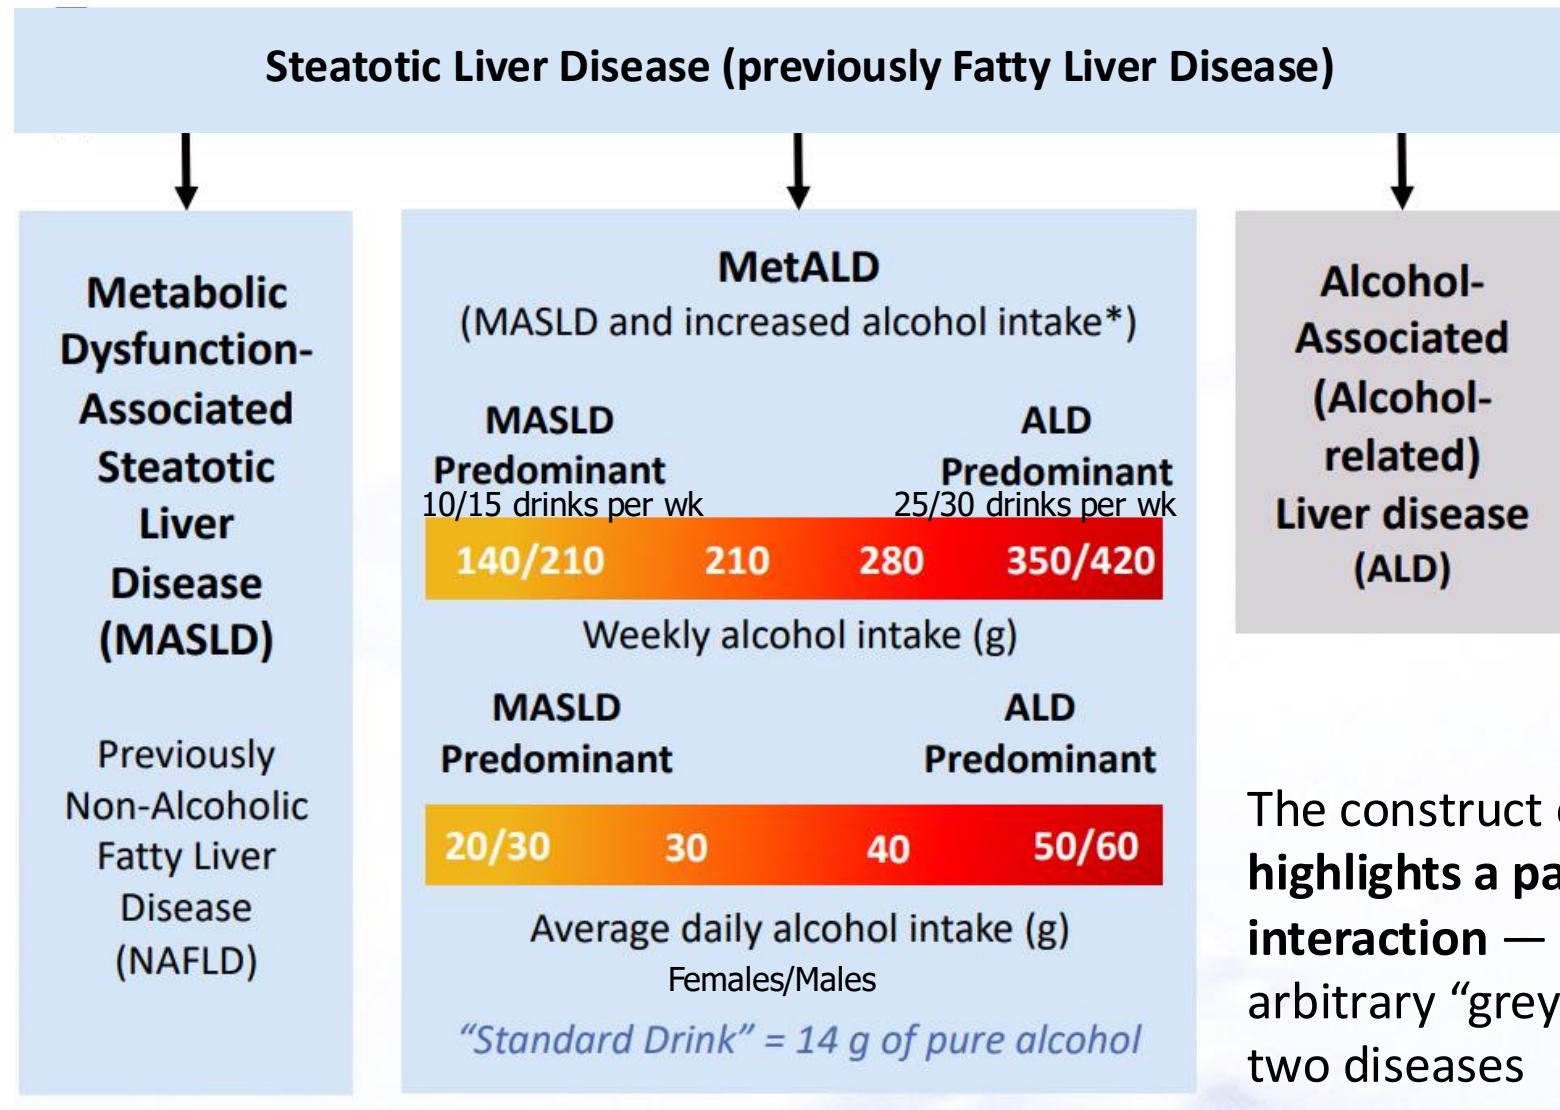 Steatotic Liver Disease (previously Fatty Liver Disease)
Metabolic
Dysfunction-
Associated
Steatotic
Liver
Disease
(MASLD)
Previously
Non-Alcoholic
Fatty Liver
Disease
(NAFLD)
MetALD
(MASLD and increased alcohol intake*)
MASLD
Predominant
10/15 drinks per wk
ALD
Predominant
25/30 drinks per wk
140/210 210 280 350/420
Weekly alcohol intake (g)
MASLD
Predominant
ALD
Predominant
20/30 30 40 50/60
Average daily alcohol intake (g)
Females/Males
“Standard Drink” = 14 g of pure alcohol
Alcohol-
Associated
(Alcohol-
related)
Liver disease
(ALD)
The construct
highlights a
interaction —
arbitrary “grey
two diseases